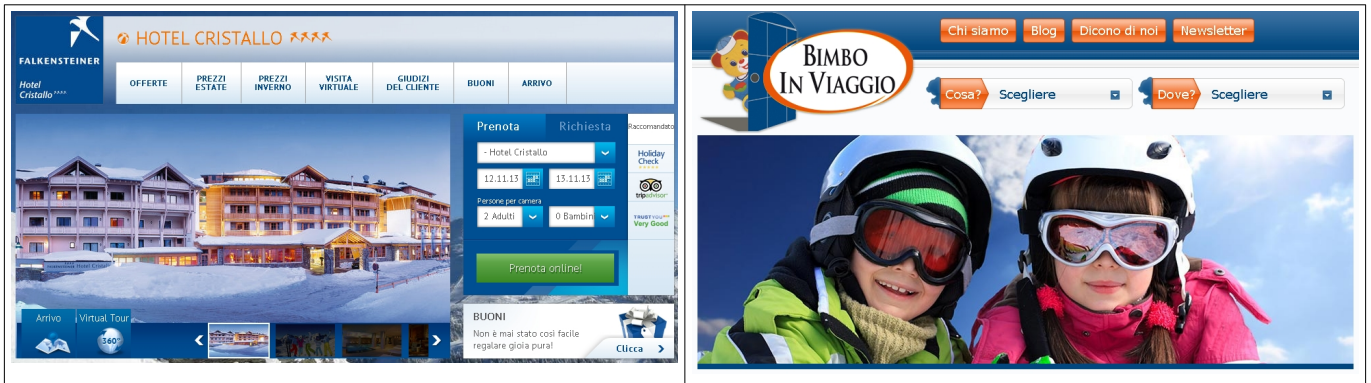 FALKENSTEINER
Hotel
Cristallo ****
HOTEL CRISTALLO
OFFERTE
PREZZI
ESTATE
PREZZI
INVERNO
VISITA
VIRTUALE
GIUDIZI
DEL CLIENTE
BUONI
ARRIVO
Prenota
Richiesta
Raccomandato
- Hotel Cristallo
12.11.13
13.11.13
Persone per camera
2 Adulti
0 Bambin
Prenota online!
Holiday
Check
tripadvisor
TRUSTYOU
Very Good
Arrivo
Virtual Tour
360°
BUONI
Non è mai stato così facile
regalare gioia pura!
Clicca
BIMBO
IN VIAGGIO
Chi siamo
Blog
Dicono di noi
Newsletter
Cosa?
Scegliere
Dove?
Scegliere